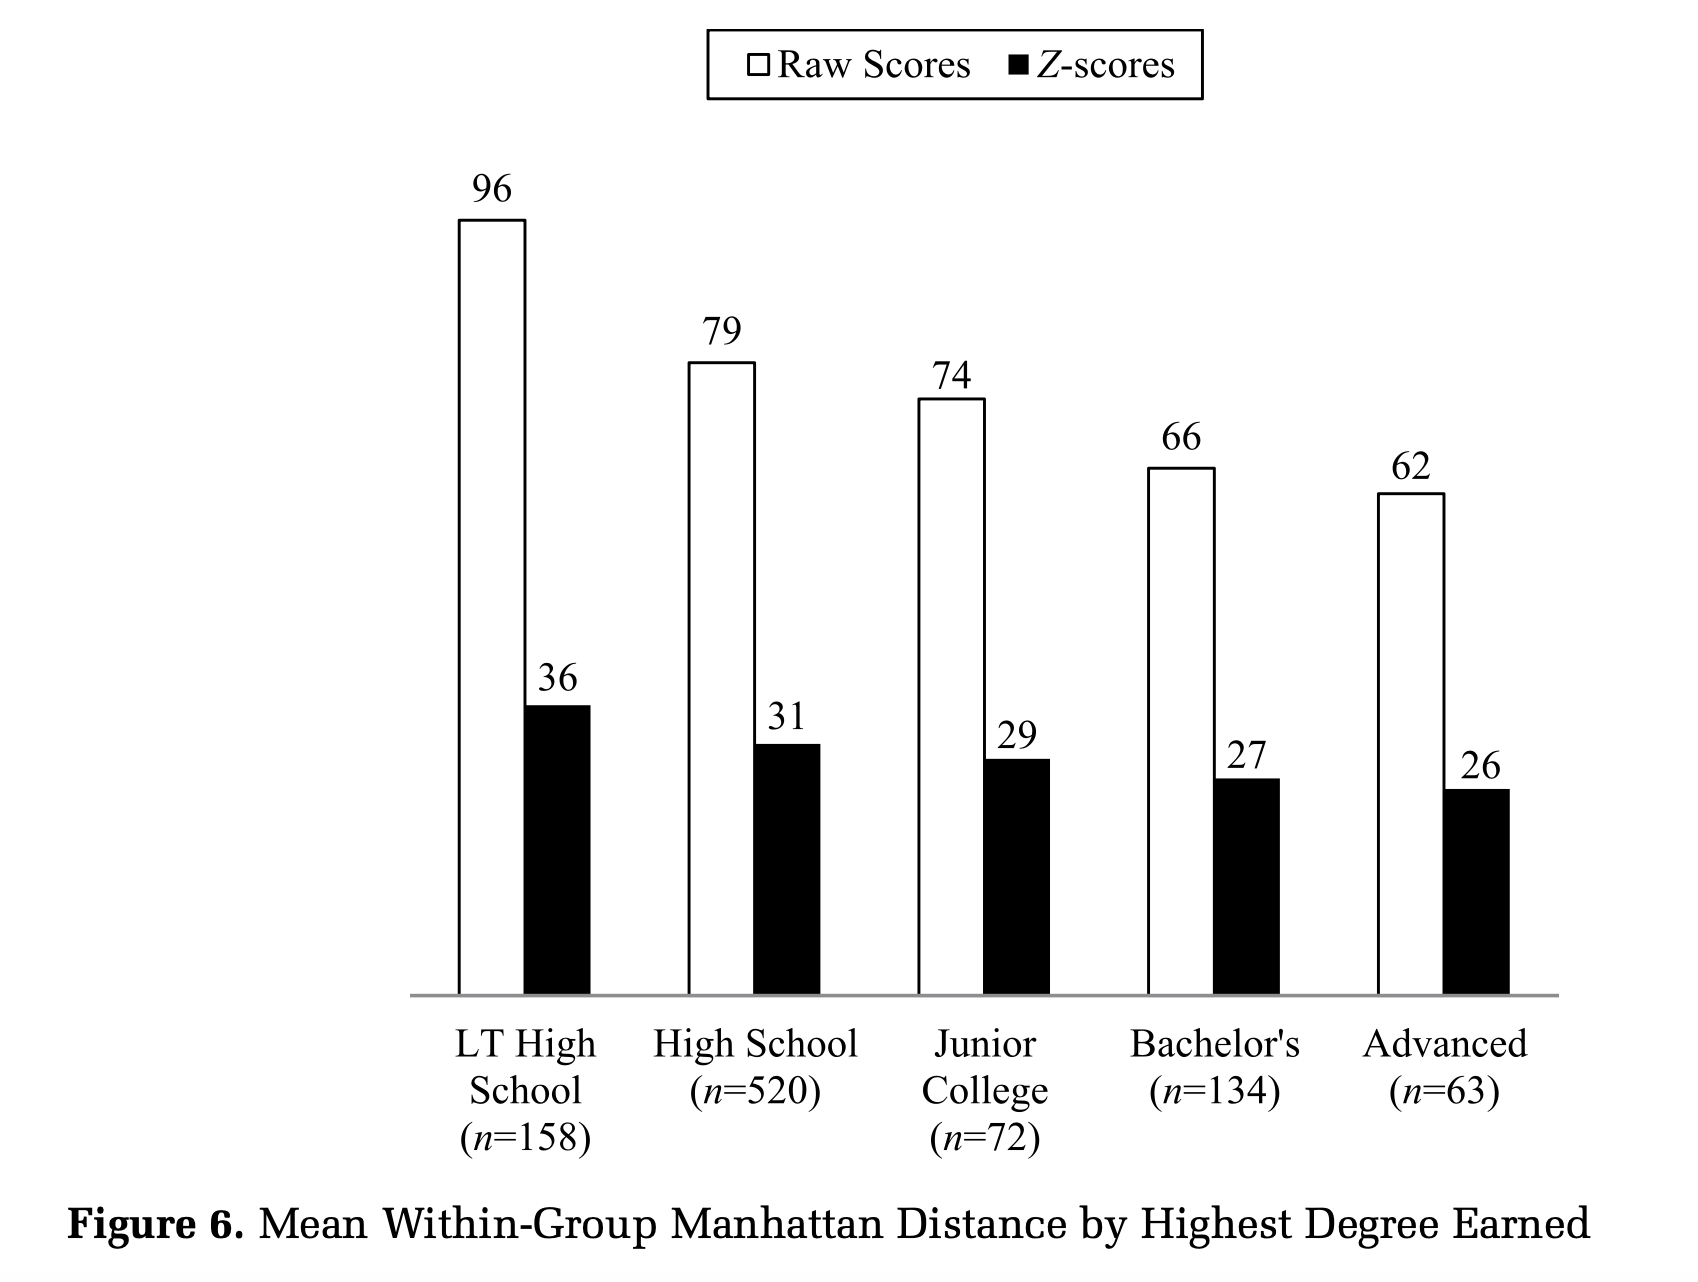 Raw Scores Z-scores
96
36
79
31
74
29
66
27
62
26
LT High
School
(n=158)
High School
(n=520)
Junior
College
(n=72)
Bachelor's
(n=134)
Advanced
(n=63)
Figure 6. Mean Within-Group Manhattan Distance by Highest Degree Earned